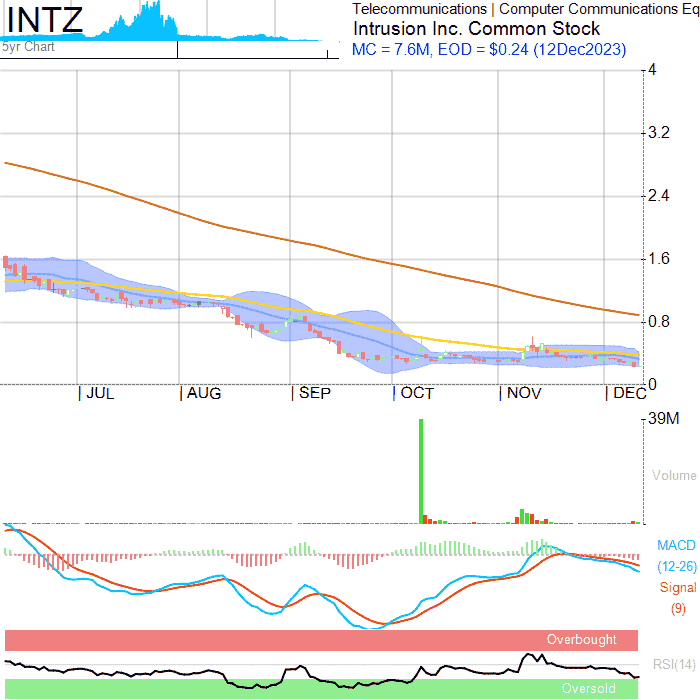 INTZ
5yr Chart
Telecommunications | Computer Communications Eq
Intrusion Inc. Common Stock
MC = 7.6M, EOD = $0.24 (12Dec2023)
4
3.2
2.4
1.6
0.8
0
JUL
AUG
SEP
OCT
NOV
DEC
39M
Volume
MACD
(12-26)
Signal
(9)
Overbought
RSI(14)
Oversold